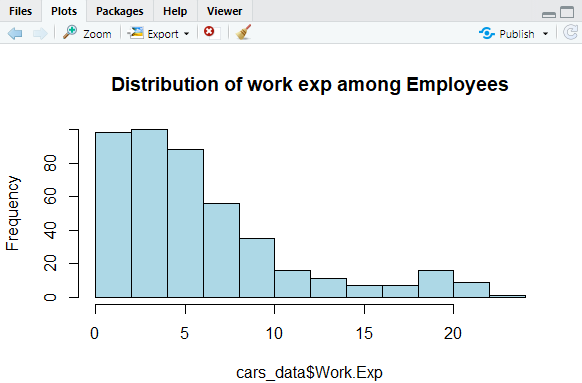 Files Plots Packages Help Viewer
Zoom Export Publish
Distribution of work exp among Employees
Frequency
80
60
40
20
0
0 5 10 15 20
cars_data$Work.Exp